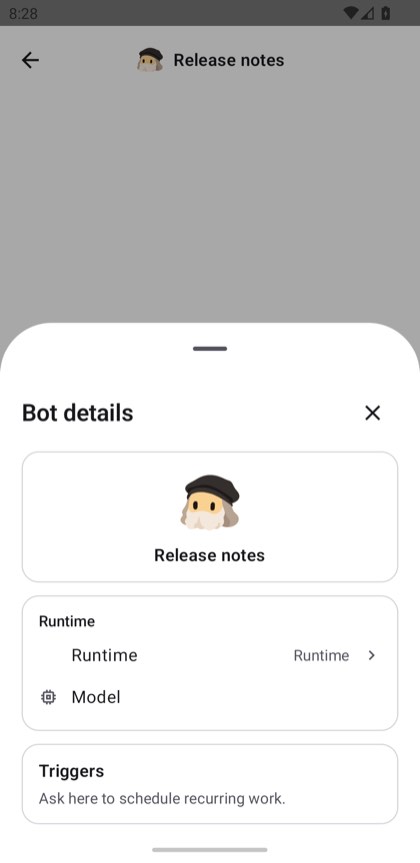 8:28
Release notes
Bot details
Release notes
Runtime
Runtime Runtime
Model
Triggers
Ask here to schedule recurring work.